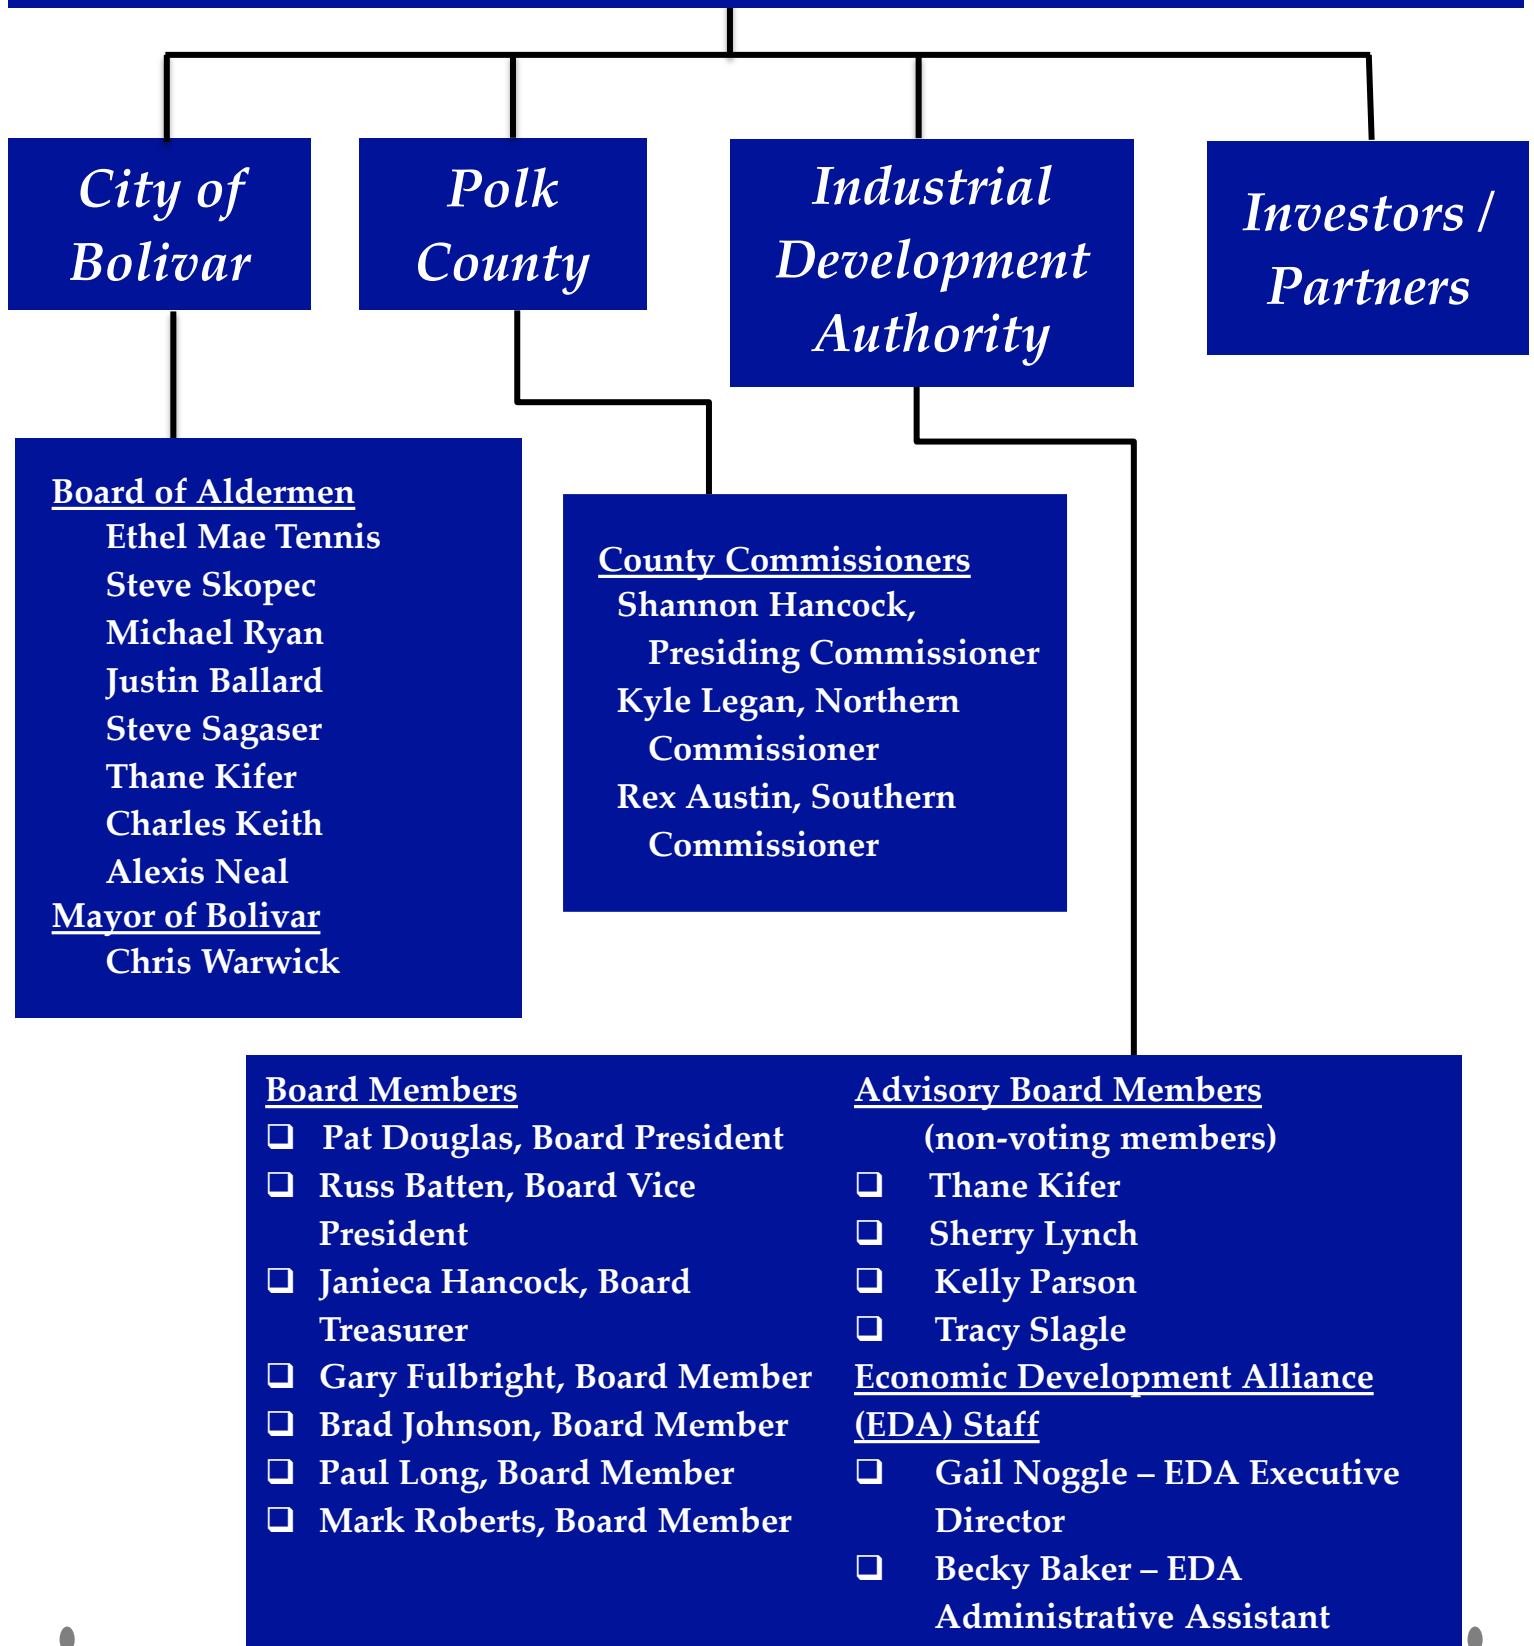 City of
Bolivar
Polk
County
Industrial
Development
Authority
Investors /
Partners
Board of Aldermen
Ethel Mae Tennis
Steve Skopec
Michael Ryan
Justin Ballard
Steve Sagaser
Thane Kifer
Charles Keith
Alexis Neal
Mayor of Bolivar
Chris Warwick
County Commissioners
Shannon Hancock,
Presiding Commissioner
Kyle Legan, Northern
Commissioner
Rex Austin, Southern
Commissioner
Board Members
❑ Pat Douglas, Board President
❑ Russ Batten, Board Vice
President
❑ Janieca Hancock, Board
Treasurer
❑ Gary Fulbright, Board Member
❑ Brad Johnson, Board Member
❑ Paul Long, Board Member
❑ Mark Roberts, Board Member
Advisory Board Members
(non-voting members)
❑ Thane Kifer
❑ Sherry Lynch
❑ Kelly Parson
❑ Tracy Slagle
Economic Development Alliance
(EDA) Staff
❑ Gail Noggle – EDA Executive
Director
❑ Becky Baker – EDA
Administrative Assistant